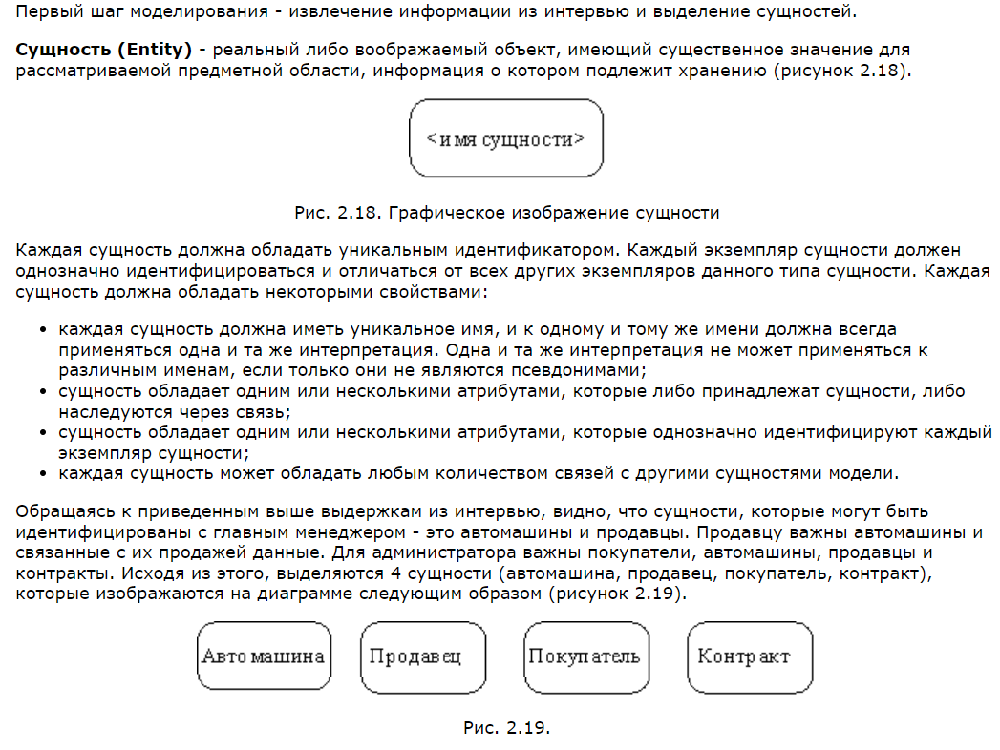 Первый шаг моделирования - извлечение информации из интервью и выделение сущностей.
Сущность (Entity) - реальный либо воображаемый объект, имеющий существенное значение для
рассматриваемой предметной области, информация о котором подлежит хранению (рисунок 2.18).
<имя сущности>
Рис. 2.18. Графическое изображение сущности
Каждая сущность должна обладать уникальным идентификатором. Каждый экземпляр сущности должен
однозначно идентифицироваться и отличаться от всех других экземпляров данного типа сущности. Каждая
сущность должна обладать некоторыми свойствами:
• каждая сущность должна иметь уникальное имя, и к одному и тому же имени должна всегда
применяться одна и та же интерпретация. Одна и та же интерпретация не может применяться к
различным именам, если только они не являются псевдонимами;
• сущность обладает одним или несколькими атрибутами, которые либо принадлежат сущности, либо
наследуются через связь;
• сущность обладает одним или несколькими атрибутами, которые однозначно идентифицируют каждый
экземпляр сущности;
• каждая сущность может обладать любым количеством связей с другими сущностями модели.
Обращаясь к приведенным выше выдержкам из интервью, видно, что сущности, которые могут быть
идентифицированы с главным менеджером - это автомашины и продавцы. Продавцу важны автомашины и
связанные с их продажей данные. Для администратора важны покупатели, автомашины, продавцы и
контракты. Исходя из этого, выделяются 4 сущности (автомашина, продавец, покупатель, контракт),
которые изображаются на диаграмме следующим образом (рисунок 2.19).
Автомашина Продавец Покупатель Контракт
Рис. 2.19.